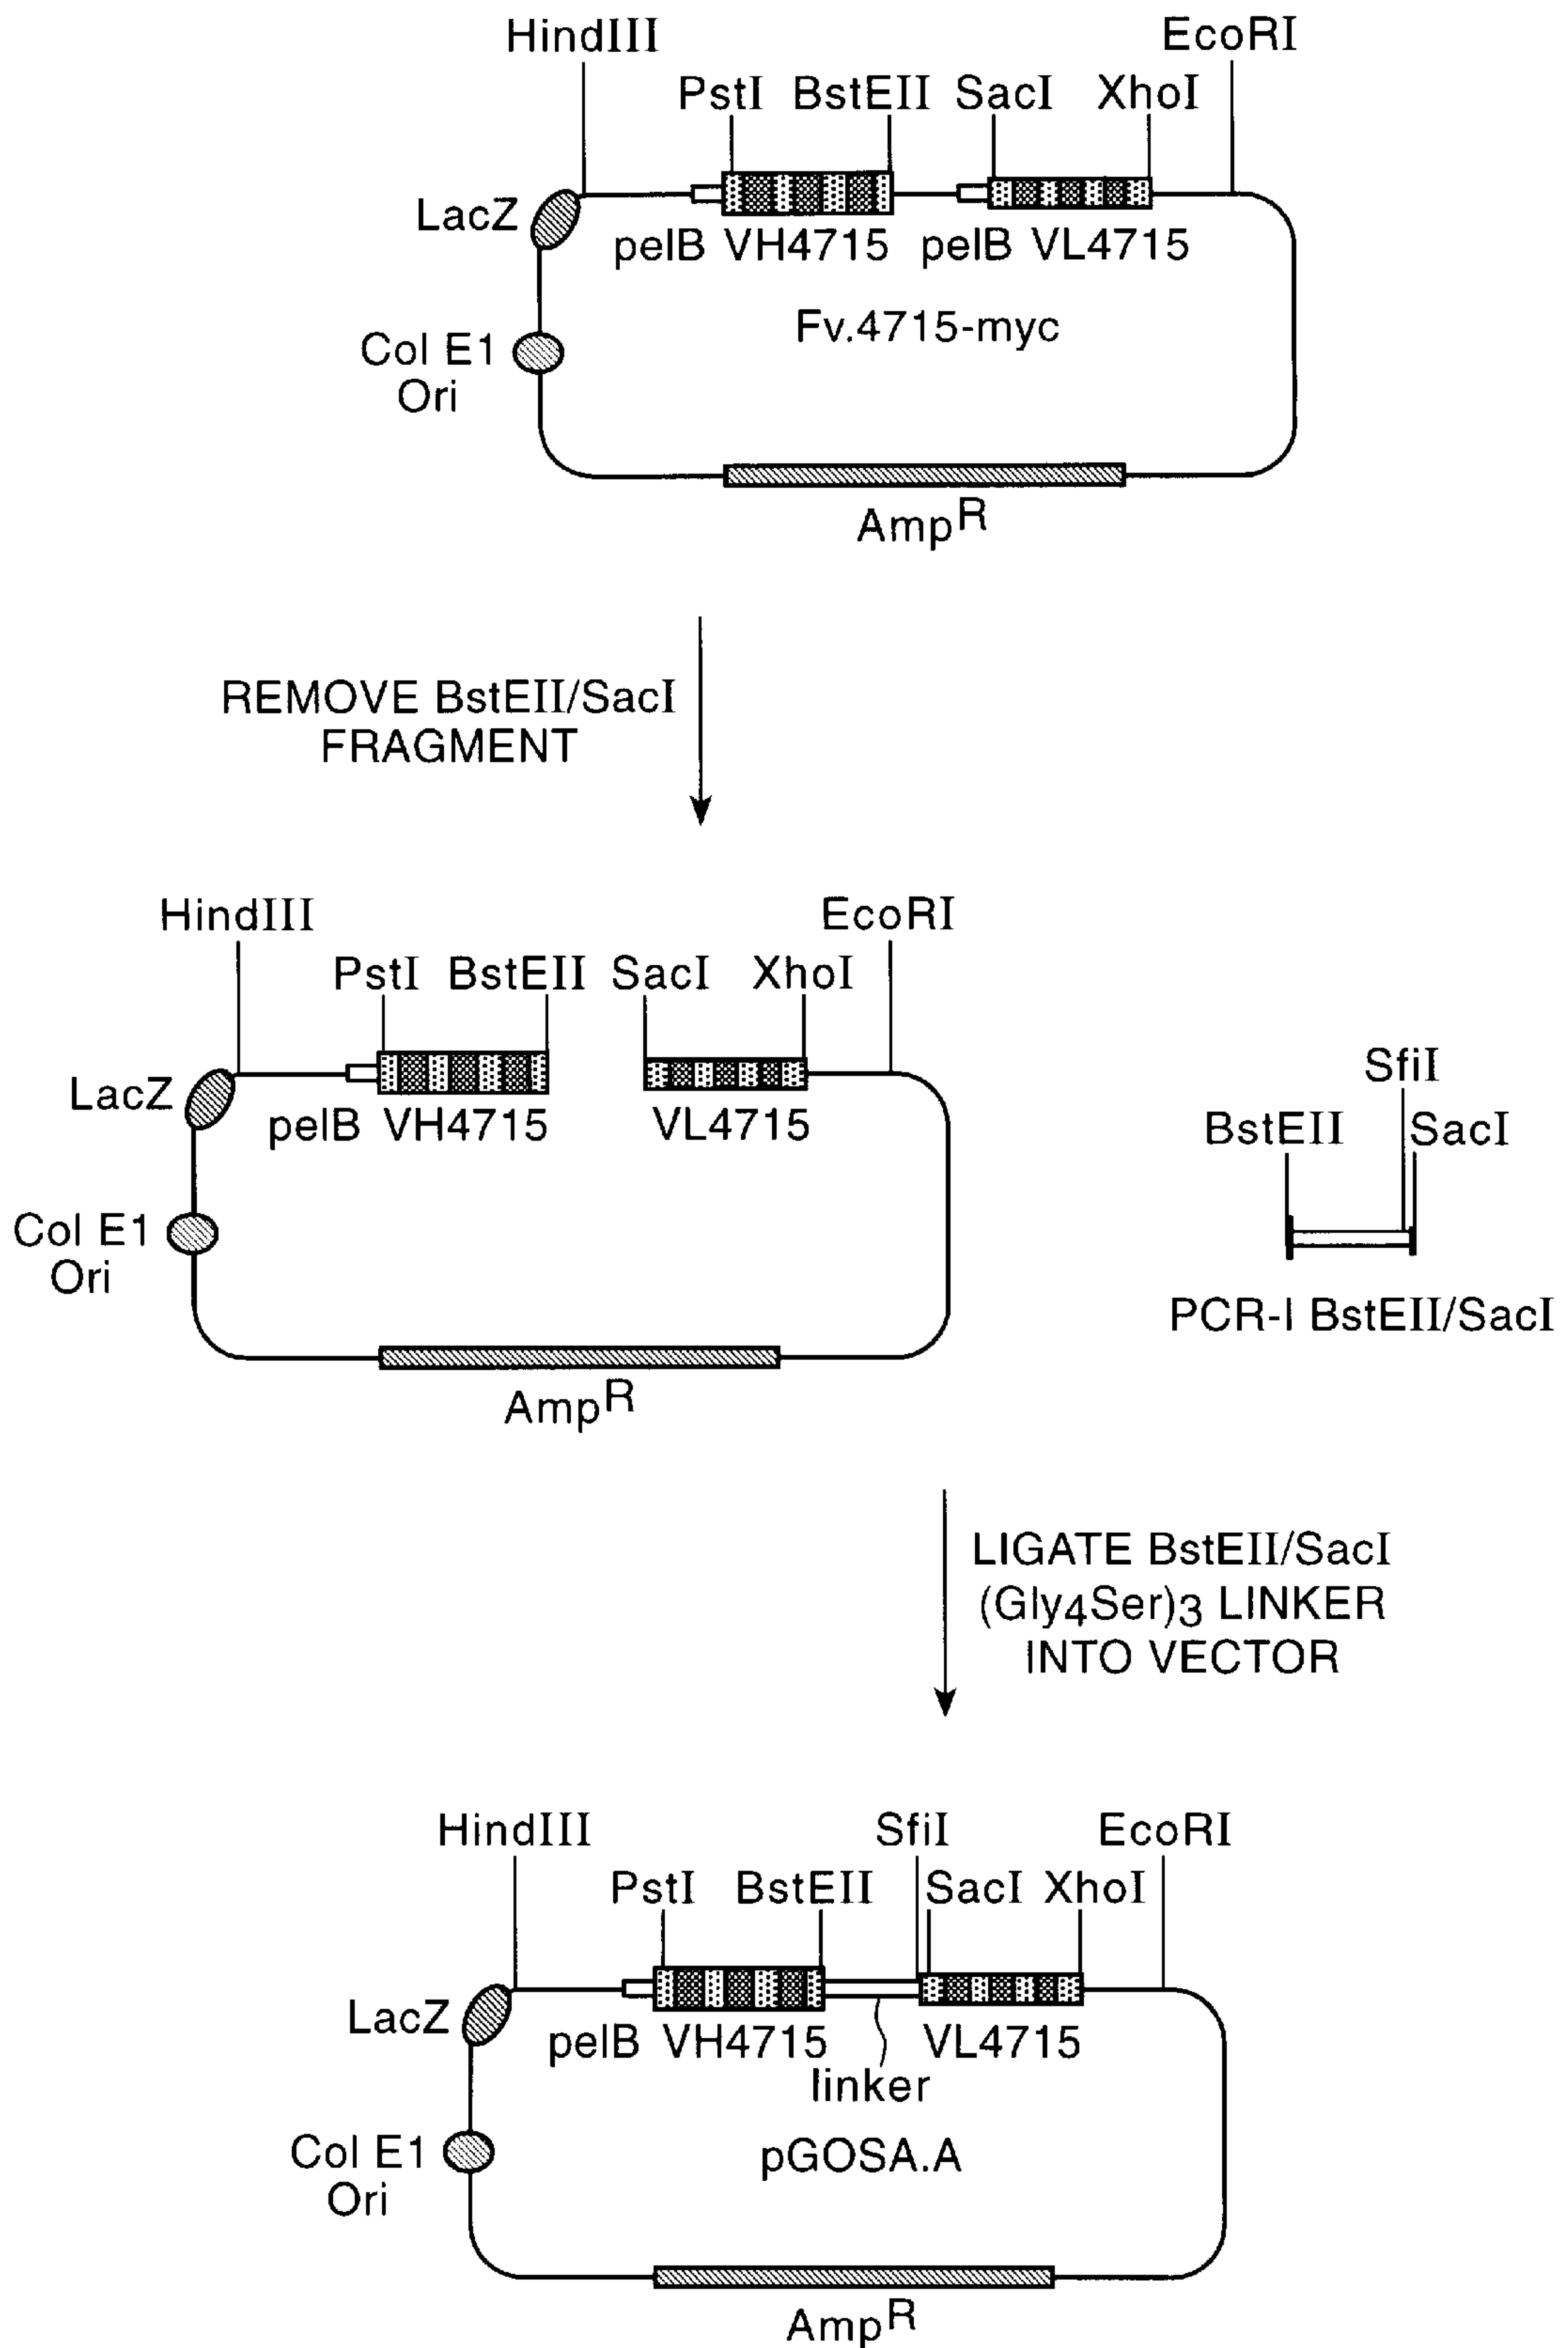 HindIII
EcoRI
PstI BstEII SacI XhoI
LacZ
pelB VH4715 pelB VL4715
Fv.4715-myc
Col E1
Ori
AmpR
REMOVE BstEII/SacI
FRAGMENT
HindIII
EcoRI
PstI BstEII SacI XhoI
LacZ
pelB VH4715 VL4715
Col E1
Ori
AmpR
SfiI
BstEII SacI
PCR-I BstEII/SacI
LIGATE BstEII/SacI
(Gly4Ser)3 LINKER
INTO VECTOR
HindIII SfiI EcoRI
PstI BstEII SacI XhoI
LacZ
pelB VH4715 VL4715
linker
Col E1
Ori
pGOSA.A
AmpR